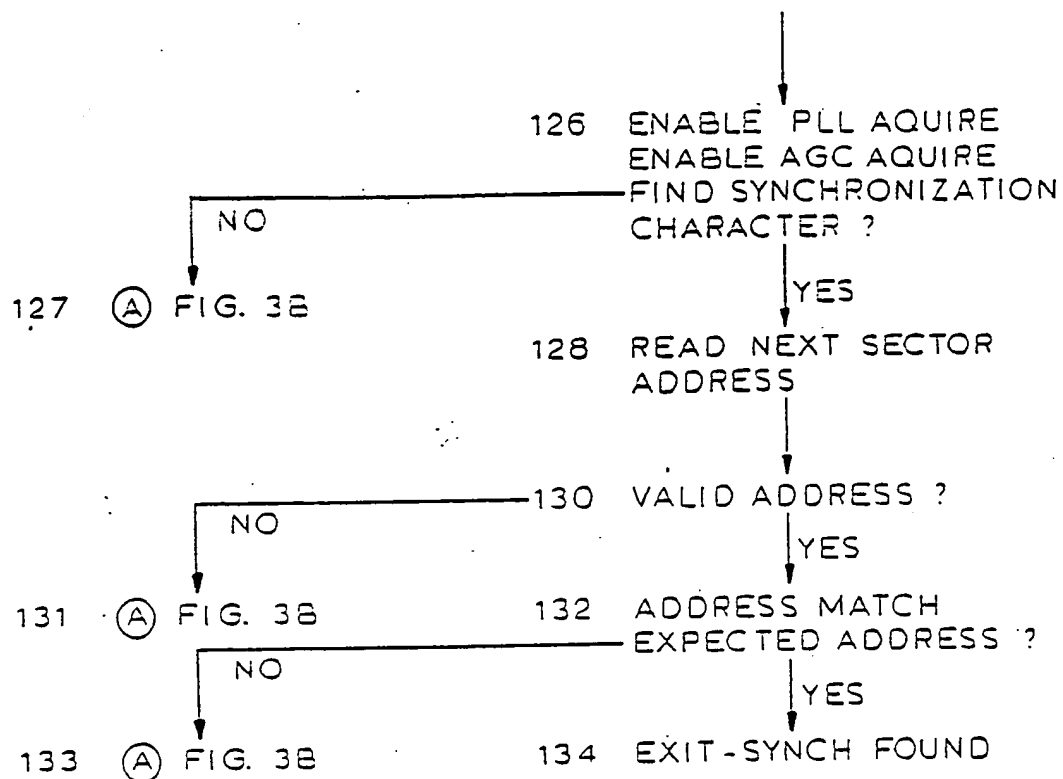 126 ENABLE PLL AQUIRE
ENABLE AGC AQUIRE
FIND SYNCHRONIZATION
CHARACTER ?
NO
YES
127 A FIG. 3B
128 READ NEXT SECTOR
ADDRESS
130 VALID ADDRESS ?
NO
YES
131 A FIG. 3B
132 ADDRESS MATCH
EXPECTED ADDRESS ?
NO
YES
133 A FIG. 3B
134 EXIT-SYNCH FOUND